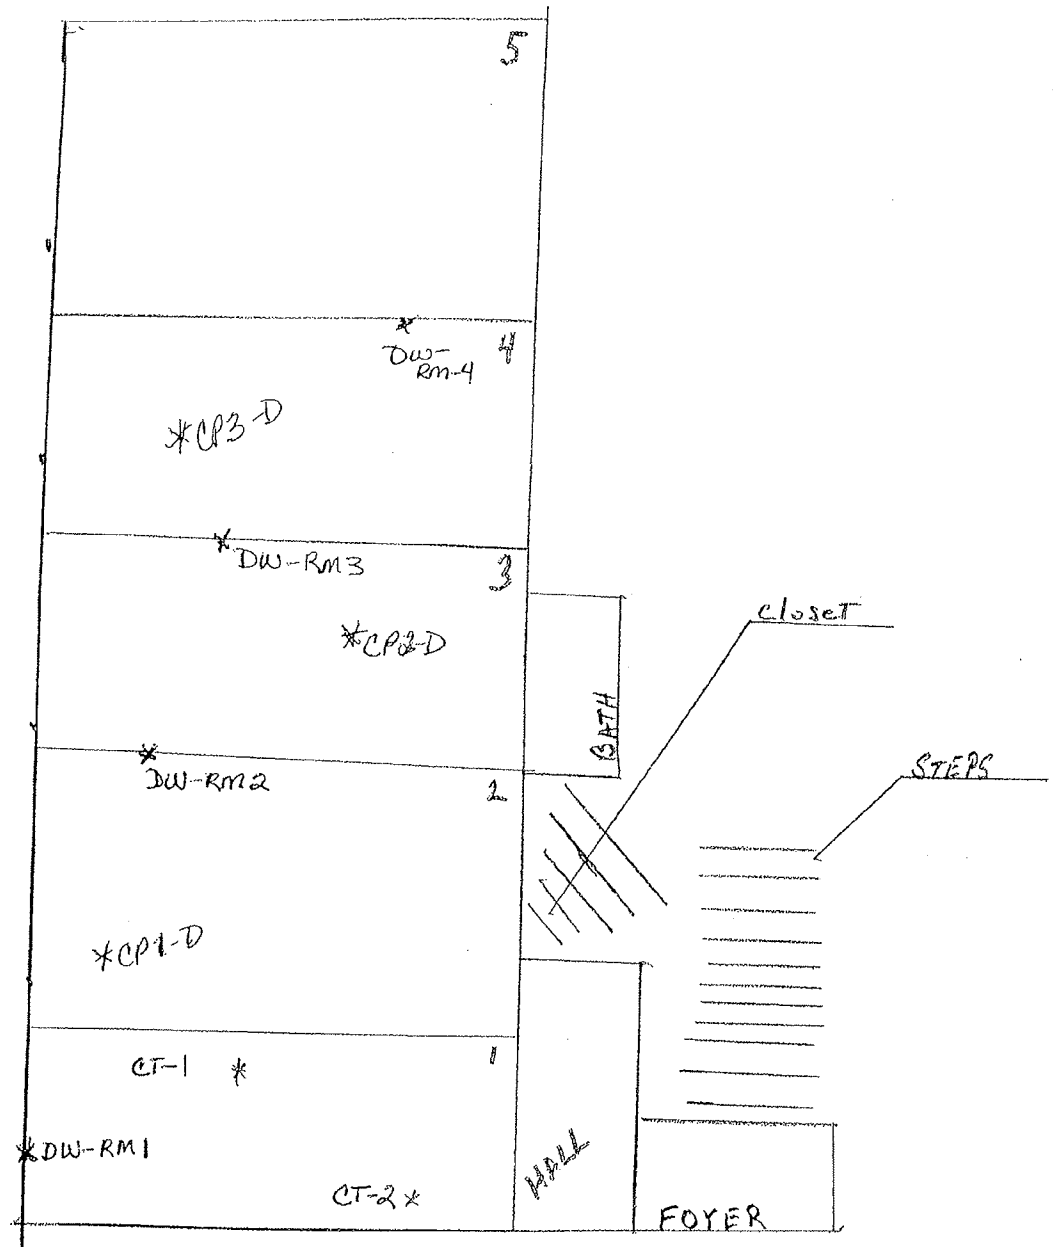 5
DW-
RM-4
4
*CP3-D
DW-RM3
3
*CP2-D
closeT
BATH
STEPS
DW-RM2
2
*CP1-D
CT-1 *
1
*DW-RM1
HALL
CT-2 *
FOYER